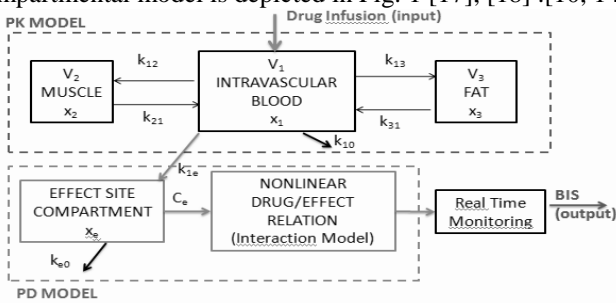 mpartmental model is depicted in Fig. 1 [17], [18]
PK MODEL
Drug Infusion (input)
V2
MUSCLE
x2
k12
k21
V1
INTRAVASCULAR
BLOOD
x1
k13
k31
V3
FAT
x3
k10
k1e
EFFECT SITE
COMPARTMENT
xe
Ce
NONLINEAR
DRUG/EFFECT
RELATION
(Interaction Model)
Real Time
Monitoring
BIS
(output)
ke0
PD MODEL